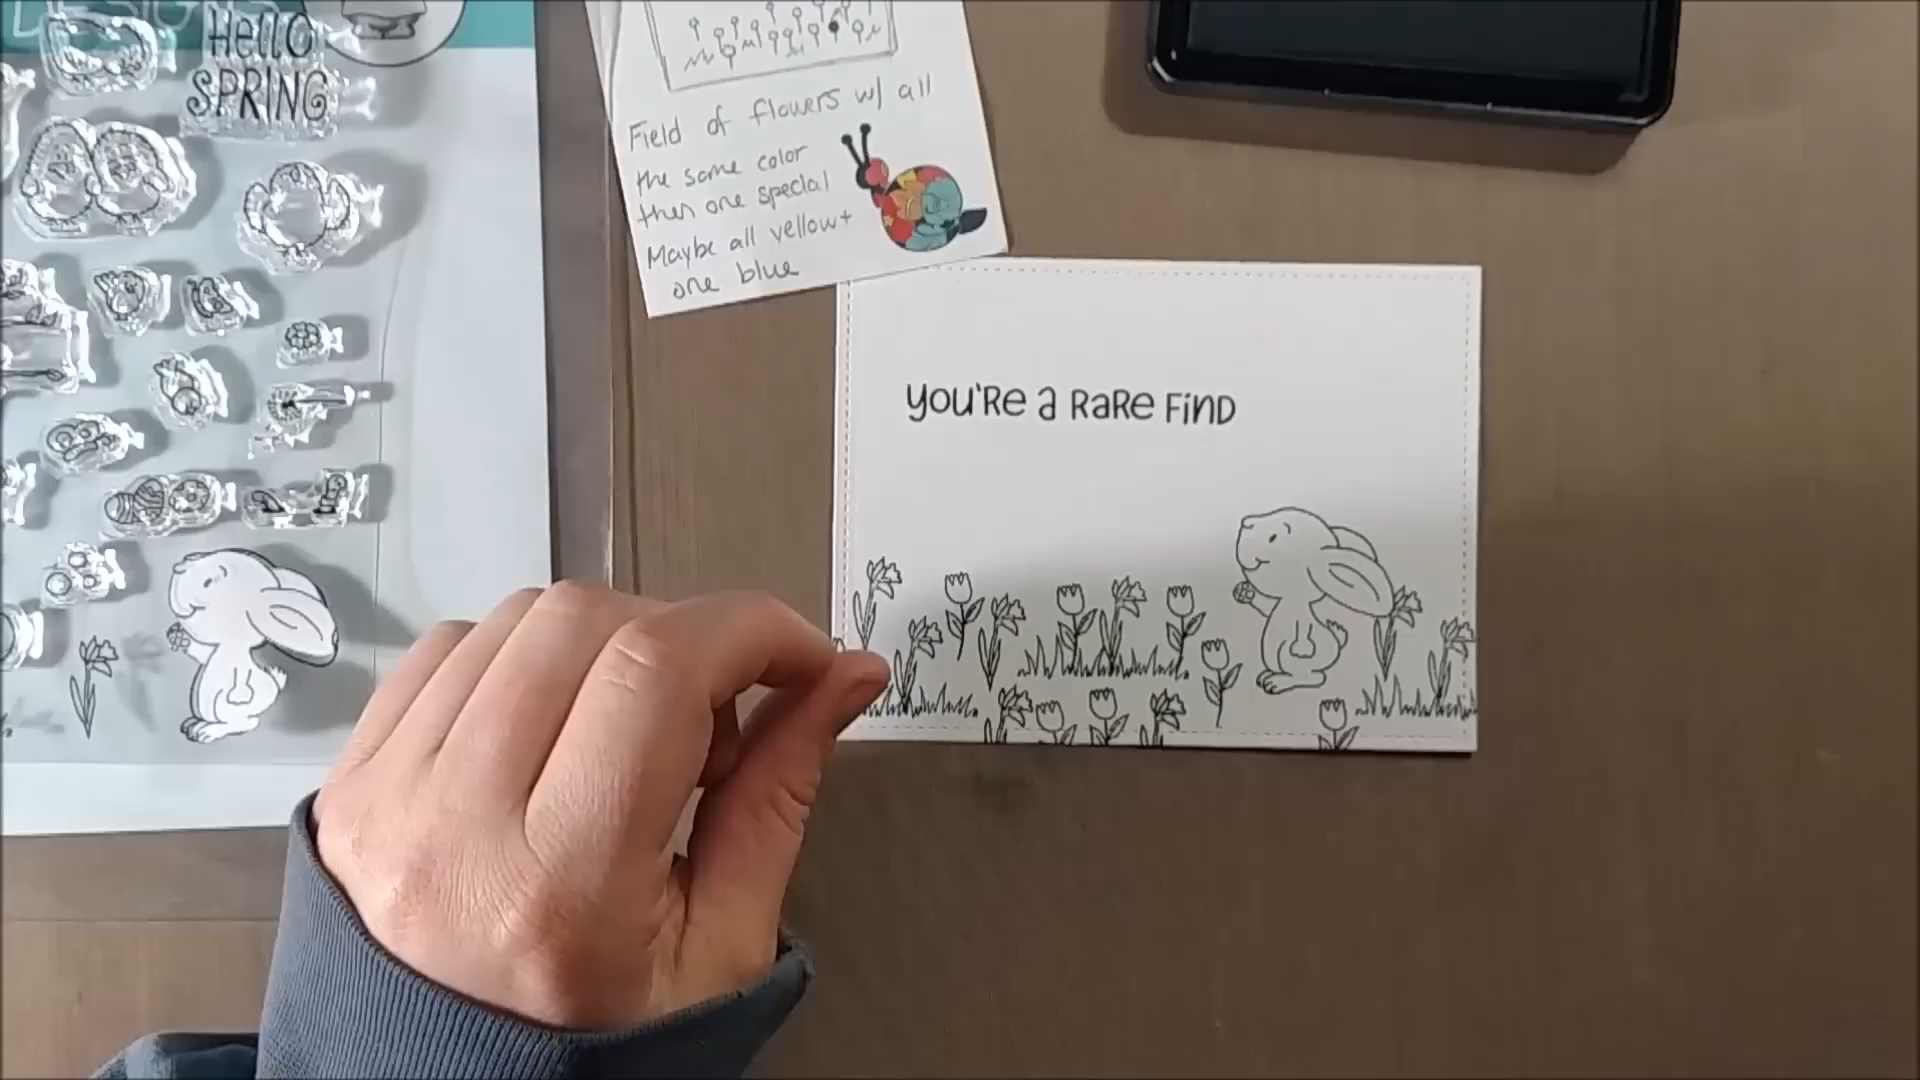 Hello
SPRING
Field of flowers w/ all
the same color
then one special
Maybe all yellow +
one blue
you're a rare find